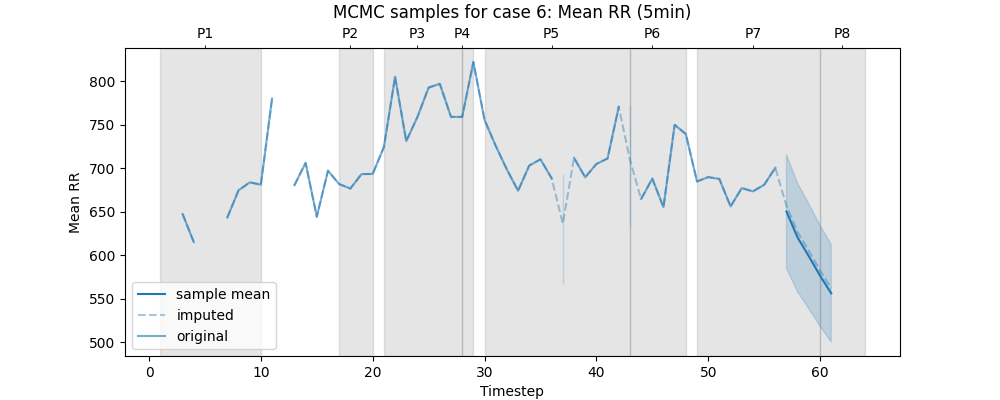 MCMC samples for case 6: Mean RR (5min)
P1 P2 P3 P4 P5 P6 P7 P8
800
750
700
650
600
550
500
Mean RR
sample mean
imputed
original
0 10 20 30 40 50 60
Timestep